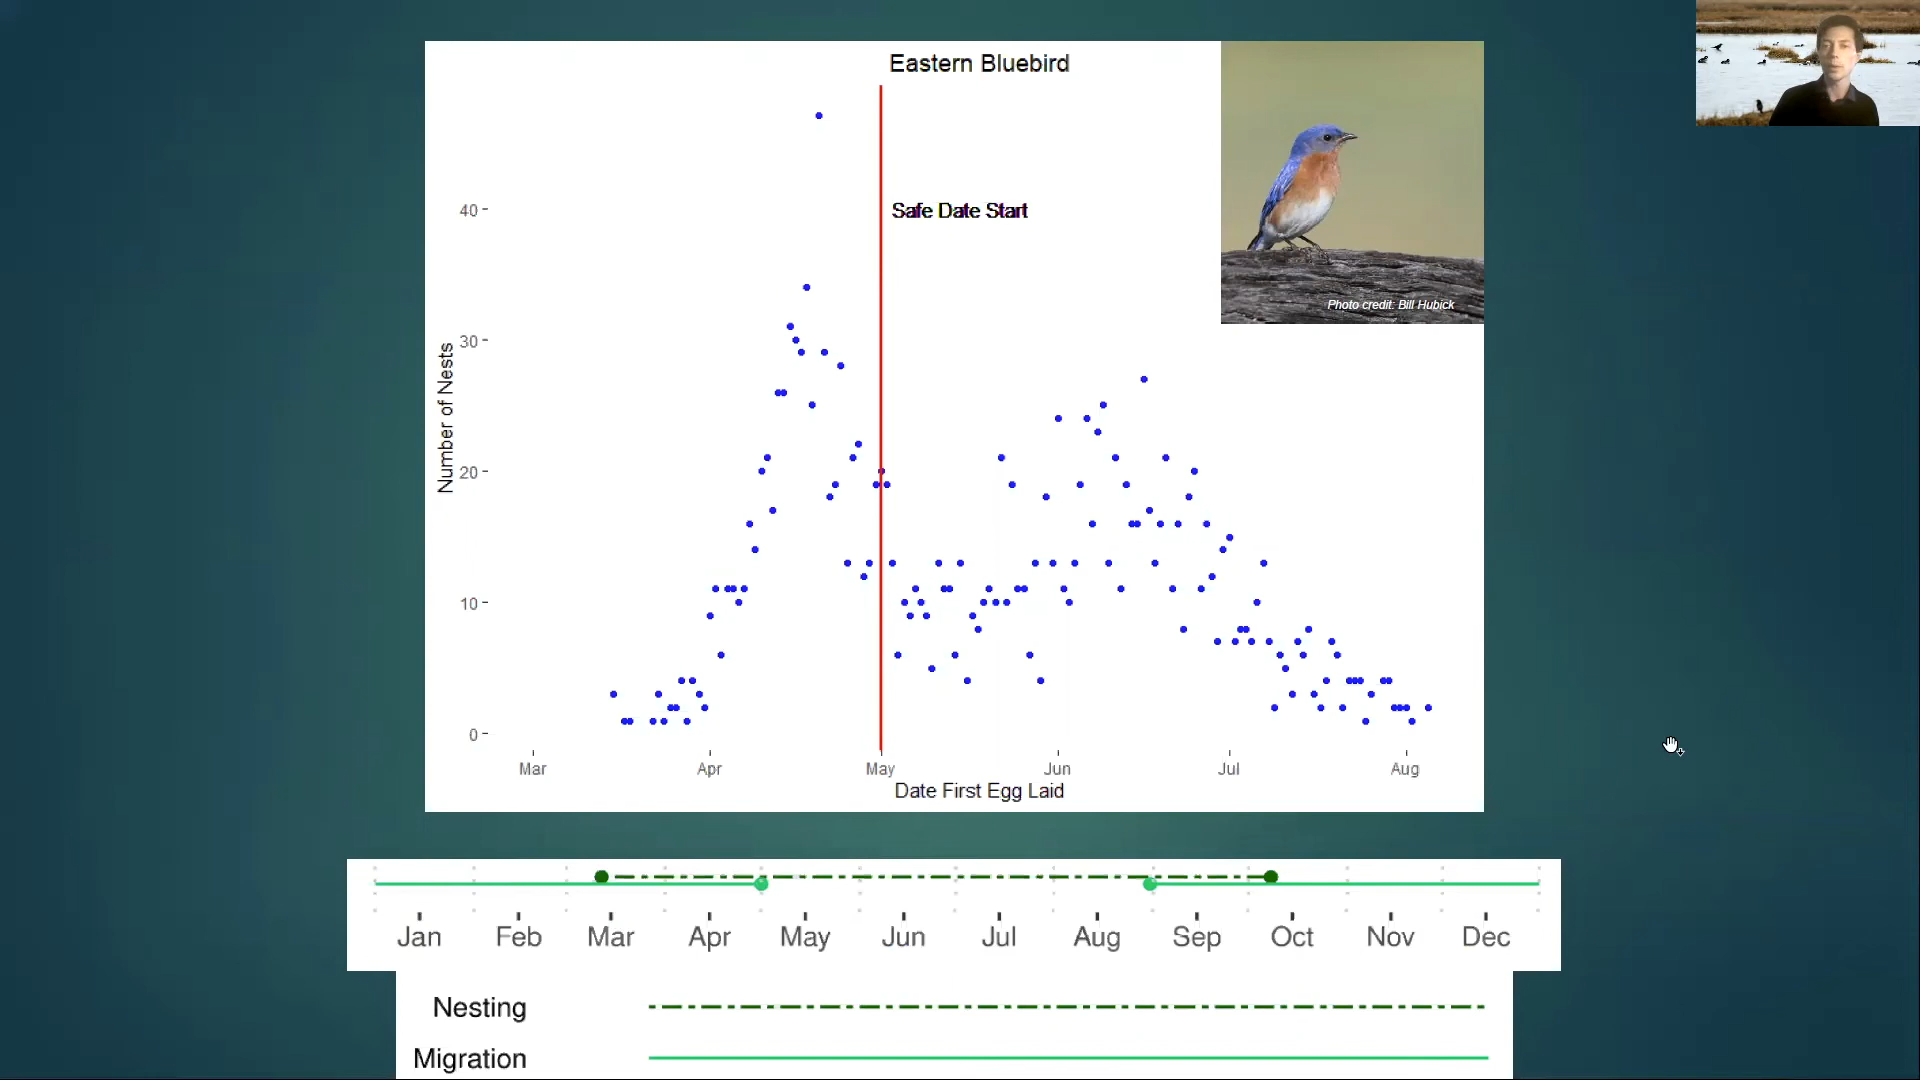 Eastern Bluebird
Safe Date Start
Photo credit: Bill Hubick
Number of Nests
40
30
20
10
0
Mar Apr May Jun Jul Aug
Date First Egg Laid
Jan Feb Mar Apr May Jun Jul Aug Sep Oct Nov Dec
Nesting
Migration